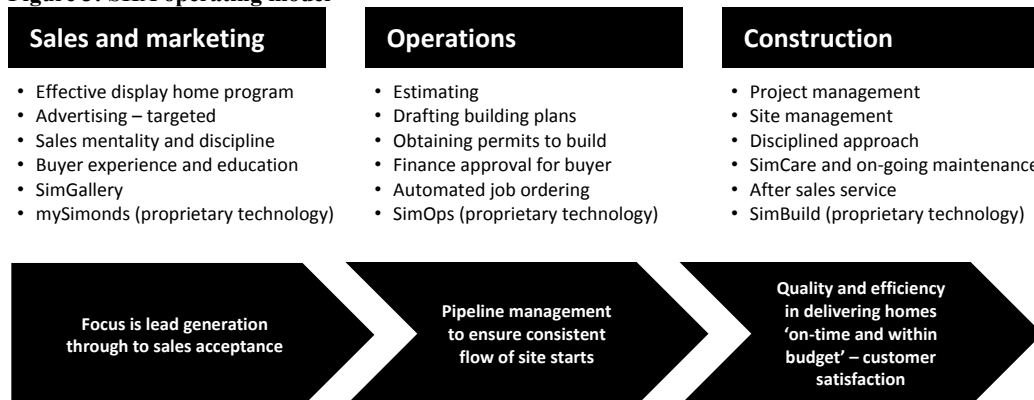 Figure operating model
Sales and marketing
• Effective display home program
• Advertising – targeted
• Sales mentality and discipline
• Buyer experience and education
• SimGallery
• mySimonds (proprietary technology)
Operations
• Estimating
• Drafting building plans
• Obtaining permits to build
• Finance approval for buyer
• Automated job ordering
• SimOps (proprietary technology)
Construction
• Project management
• Site management
• Disciplined approach
• SimCare and on-going maintenance
• After sales service
• SimBuild (proprietary technology)
Focus is lead generation
through to sales acceptance
Pipeline management
to ensure consistent
flow of site starts
Quality and efficiency
in delivering homes
‘on-time and within
budget’ – customer
satisfaction